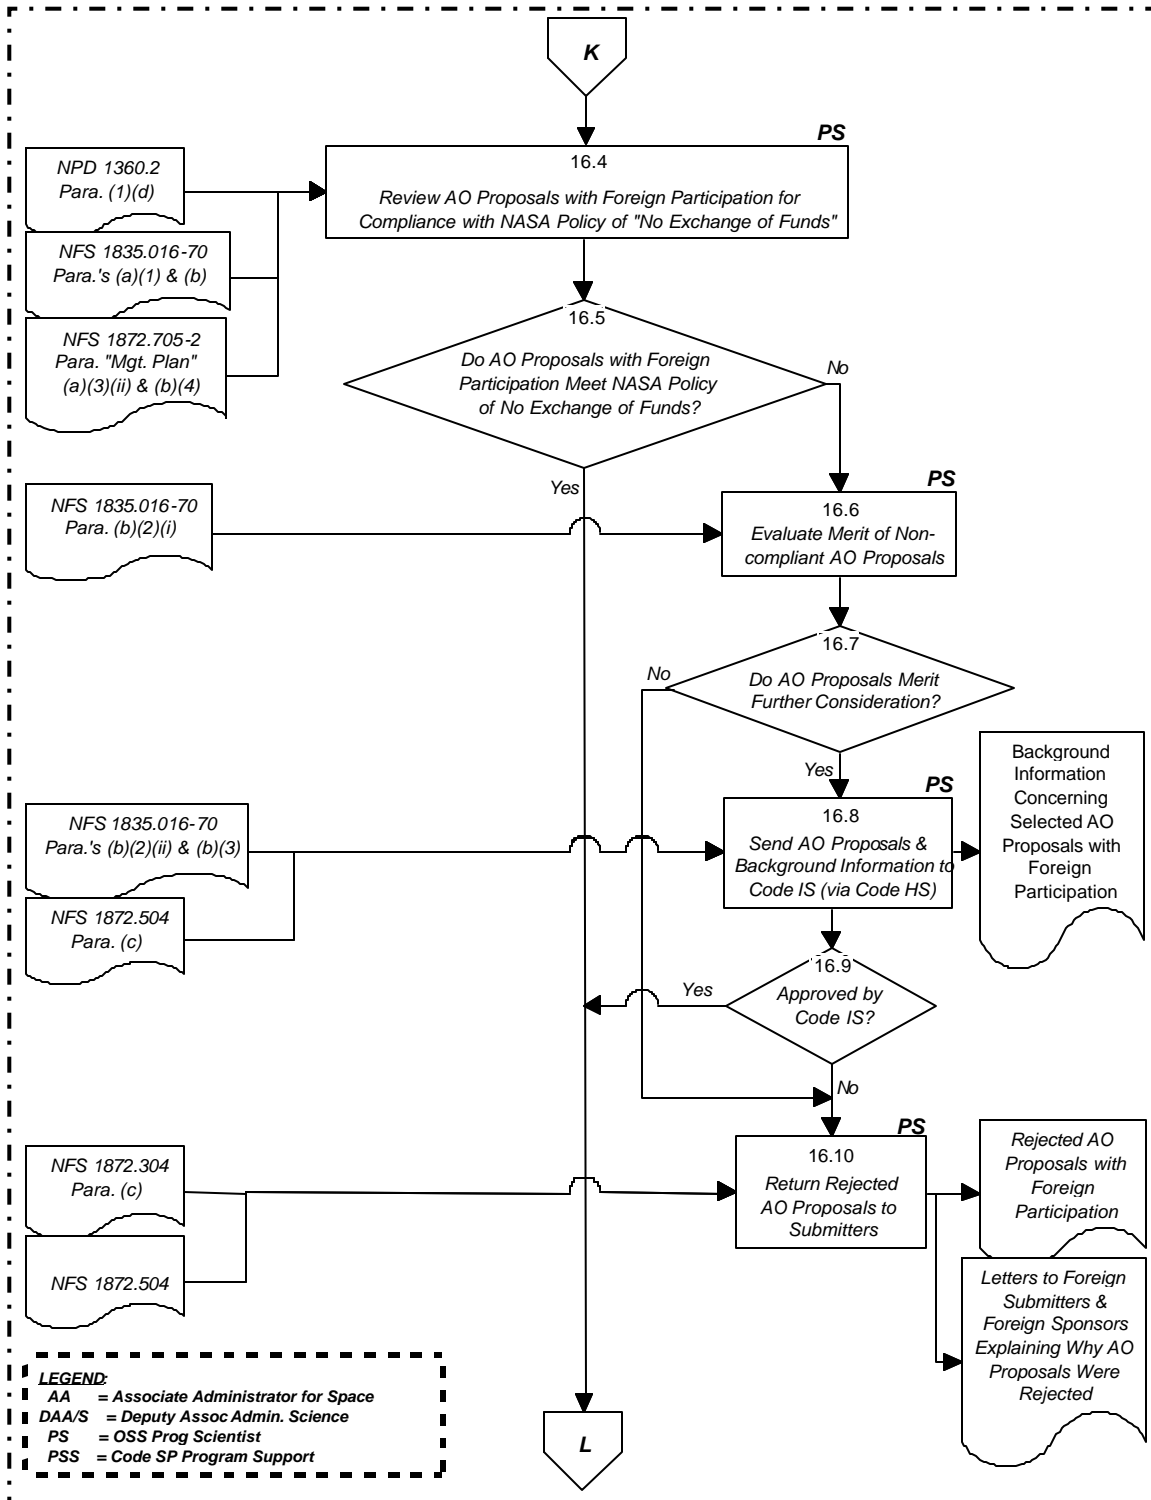 K
PS
NPD 1360.2
Para. (1)(d)
16.4
Review AO Proposals with Foreign Participation for
Compliance with NASA Policy of "No Exchange of Funds"
NFS 1835.016-70
Para.'s (a)(1) & (b)
NFS 1872.705-2
Para. "Mgt. Plan"
(a)(3)(ii) & (b)(4)
16.5
Do AO Proposals with Foreign
Participation Meet NASA Policy
of No Exchange of Funds?
No
Yes
PS
NFS 1835.016-70
Para. (b)(2)(i)
16.6
Evaluate Merit of Non-
compliant AO Proposals
16.7
Do AO Proposals Merit
Further Consideration?
No
Yes
PS
NFS 1835.016-70
Para.'s (b)(2)(ii) & (b)(3)
NFS 1872.504
Para. (c)
16.8
Send AO Proposals &
Background Information to
Code IS (via Code HS)
Background
Information
Concerning
Selected AO
Proposals with
Foreign
Participation
16.9
Approved by
Code IS?
Yes
No
PS
NFS 1872.304
Para. (c)
NFS 1872.504
16.10
Return Rejected
AO Proposals to
Submitters
Rejected AO
Proposals with
Foreign
Participation
Letters to Foreign
Submitters &
Foreign Sponsors
Explaining Why AO
Proposals Were
Rejected
LEGEND:
AA = Associate Administrator for Space
DAA/S = Deputy Assoc Admin. Science
PS = OSS Prog Scientist
PSS = Code SP Program Support
L